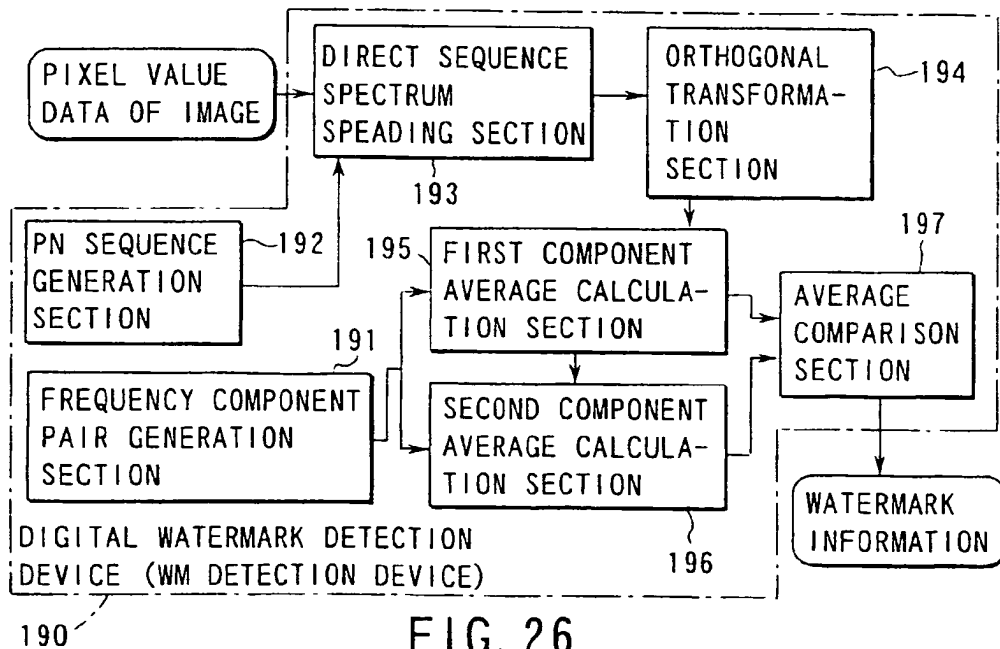 PIXEL VALUE
DATA OF IMAGE
DIRECT SEQUENCE
SPECTRUM
SPEADING SECTION
193
ORTHOGONAL
TRANSFORMA-
TION
SECTION
194
PN SEQUENCE
GENERATION
SECTION
192
195
FIRST COMPONENT
AVERAGE CALCULA-
TION SECTION
197
AVERAGE
COMPARISON
SECTION
191
FREQUENCY COMPONENT
PAIR GENERATION
SECTION
SECOND COMPONENT
AVERAGE CALCULA-
TION SECTION
196
WATERMARK
INFORMATION
DIGITAL WATERMARK DETECTION
DEVICE (WM DETECTION DEVICE)
190
FIG. 26